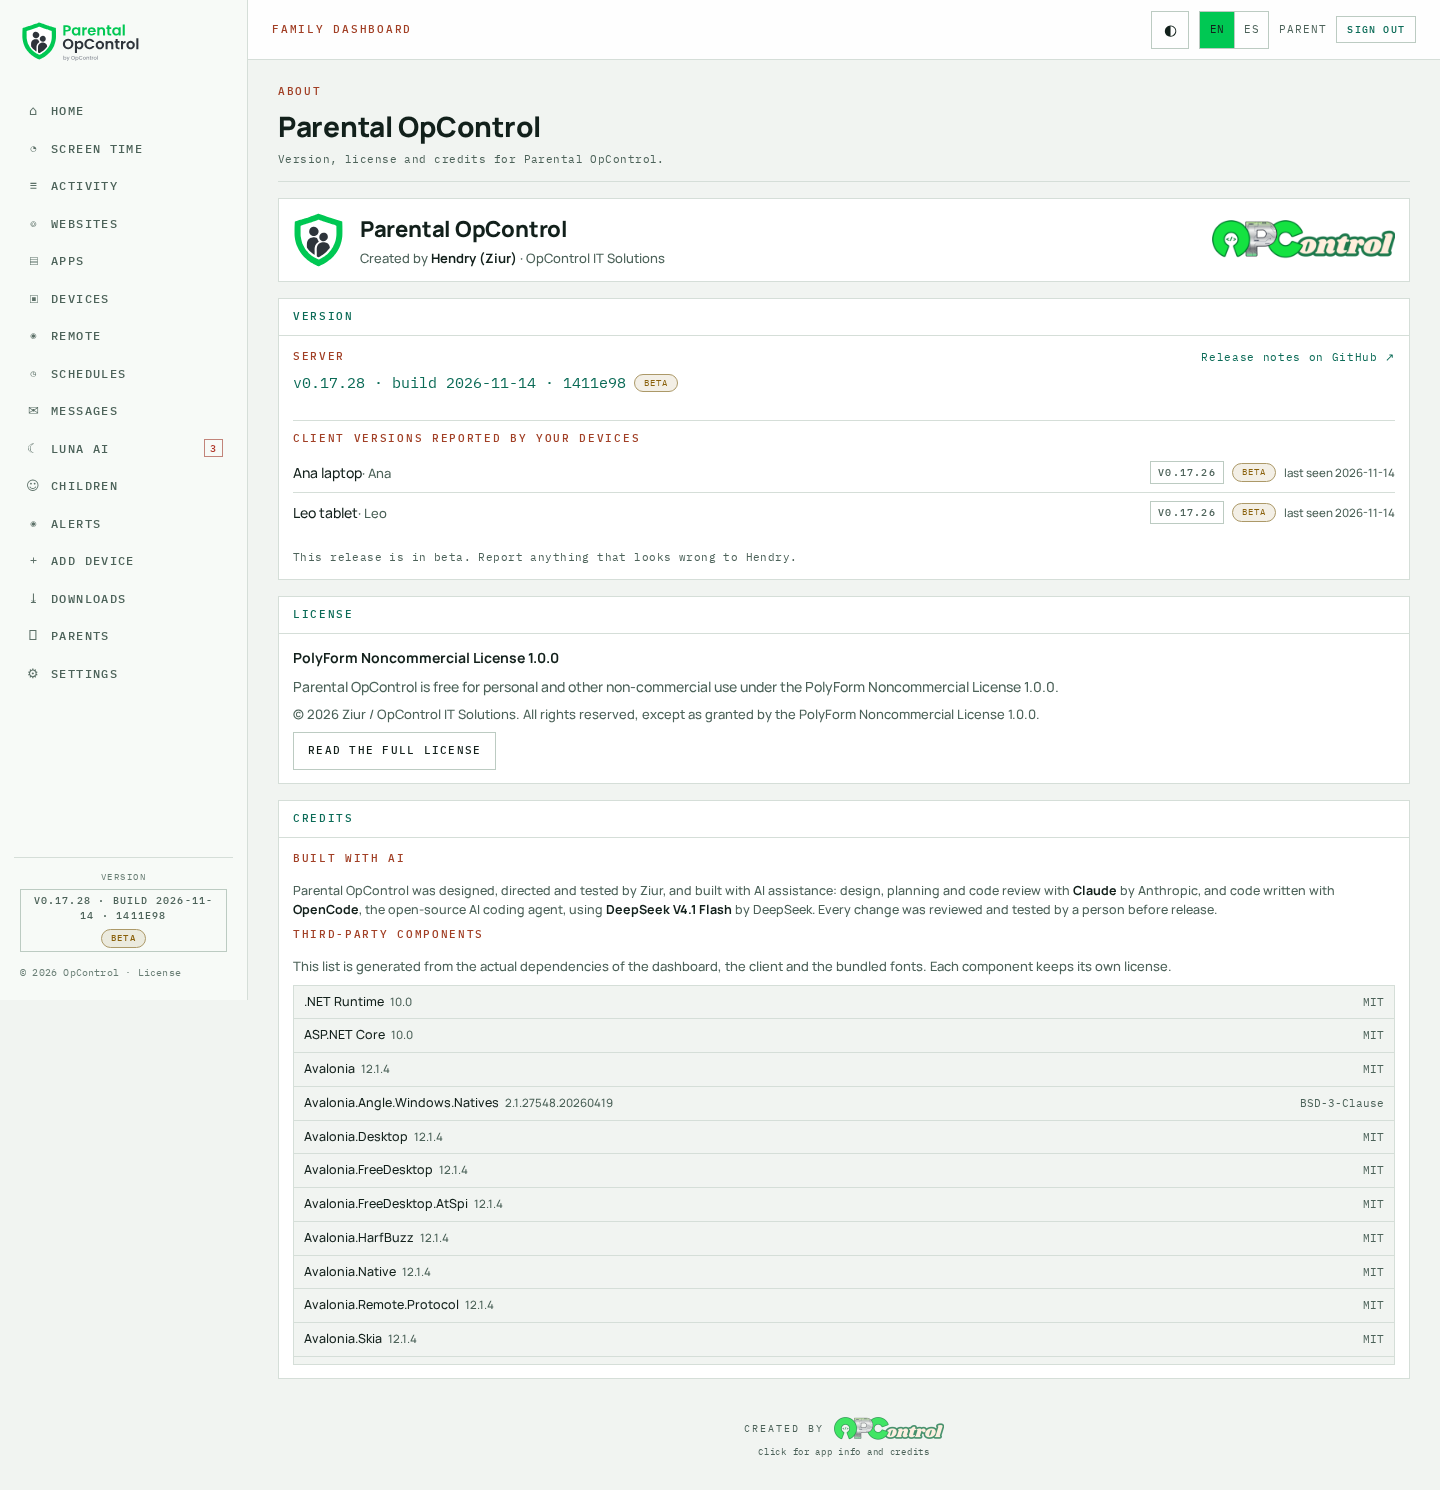 Parental
OpControl
by OpControl
HOME
SCREEN TIME
ACTIVITY
WEBSITES
APPS
DEVICES
REMOTE
SCHEDULES
MESSAGES
LUNA AI 3
CHILDREN
ALERTS
ADD DEVICE
DOWNLOADS
PARENTS
SETTINGS
VERSION
V0.17.28 · BUILD 2026-11-
14 · 1411E98
BETA
© 2026 OpControl · License
FAMILY DASHBOARD
EN ES PARENT SIGN OUT
ABOUT
Parental OpControl
Version, license and credits for Parental OpControl.
Parental OpControl
Created by Hendry (Ziur) · OpControl IT Solutions
OPControl
VERSION
SERVER
Release notes on GitHub ↗
v0.17.28 · build 2026-11-14 · 1411e98 BETA
CLIENT VERSIONS REPORTED BY YOUR DEVICES
Ana laptop· Ana V0.17.26 BETA last seen 2026-11-14
Leo tablet· Leo V0.17.26 BETA last seen 2026-11-14
This release is in beta. Report anything that looks wrong to Hendry.
LICENSE
PolyForm Noncommercial License 1.0.0
Parental OpControl is free for personal and other non-commercial use under the PolyForm Noncommercial License 1.0.0.
© 2026 Ziur / OpControl IT Solutions. All rights reserved, except as granted by the PolyForm Noncommercial License 1.0.0.
READ THE FULL LICENSE
CREDITS
BUILT WITH AI
Parental OpControl was designed, directed and tested by Ziur, and built with AI assistance: design, planning and code review with Claude by Anthropic, and code written with
OpenCode, the open-source AI coding agent, using DeepSeek V4.1 Flash by DeepSeek. Every change was reviewed and tested by a person before release.
THIRD-PARTY COMPONENTS
This list is generated from the actual dependencies of the dashboard, the client and the bundled fonts. Each component keeps its own license.
.NET Runtime 10.0 MIT
ASP.NET Core 10.0 MIT
Avalonia 12.1.4 MIT
Avalonia.Angle.Windows.Natives 2.1.27548.20260419 BSD-3-Clause
Avalonia.Desktop 12.1.4 MIT
Avalonia.FreeDesktop 12.1.4 MIT
Avalonia.FreeDesktop.AtSpi 12.1.4 MIT
Avalonia.HarfBuzz 12.1.4 MIT
Avalonia.Native 12.1.4 MIT
Avalonia.Remote.Protocol 12.1.4 MIT
Avalonia.Skia 12.1.4 MIT
CREATED BY OPControl
Click for app info and credits